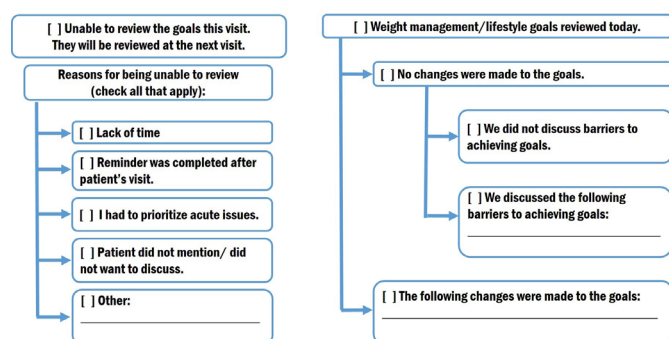 [ ] Unable to review the goals this visit.
They will be reviewed at the next visit.
Reasons for being unable to review
(check all that apply):
[ ] Lack of time
[ ] Reminder was completed after
patient's visit.
[ ] I had to prioritize acute issues.
[ ] Patient did not mention/ did
not want to discuss.
[ ] Other:
[ ] Weight management/lifestyle goals reviewed today.
[ ] No changes were made to the goals.
[ ] We did not discuss barriers to
achieving goals.
[ ] We discussed the following
barriers to achieving goals:
[ ] The following changes were made to the goals: